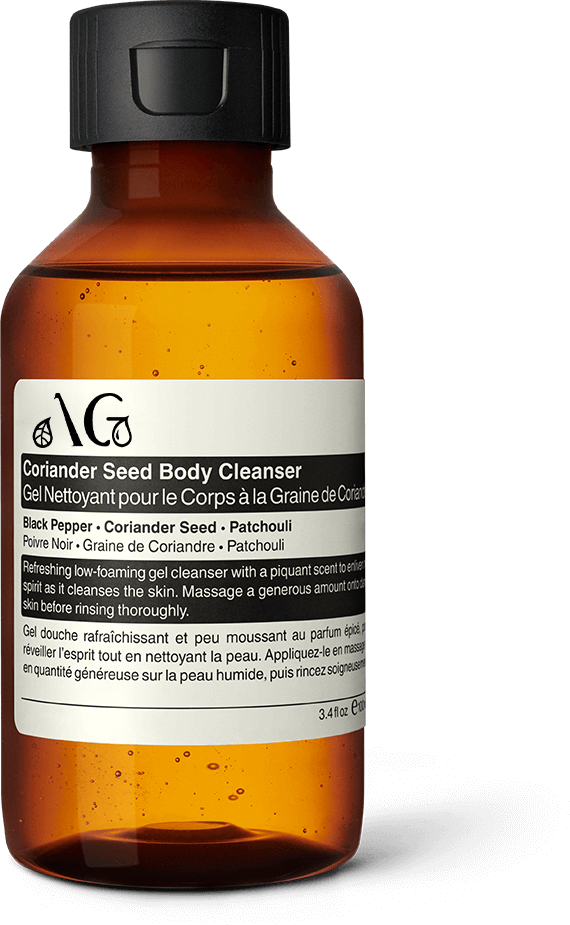 AG
Coriander Seed Body Cleanser
Gel Nettoyant pour le Corps à la Graine de Coriand
Black Pepper • Coriander Seed • Patchouli
Poivre Noir • Graine de Coriandre • Patchouli
Refreshing low-foaming gel cleanser with a piquant scent to enliven
spirit as it cleanses the skin. Massage a generous amount onto
skin before rinsing thoroughly.
Gel douche rafraîchissant et peu moussant au parfum épicé,
réveiller l'esprit tout en nettoyant la peau. Appliquez-le en massage
en quantité généreuse sur la peau humide, puis rincez soigneuseme
3.4 fl oz ℮ 100